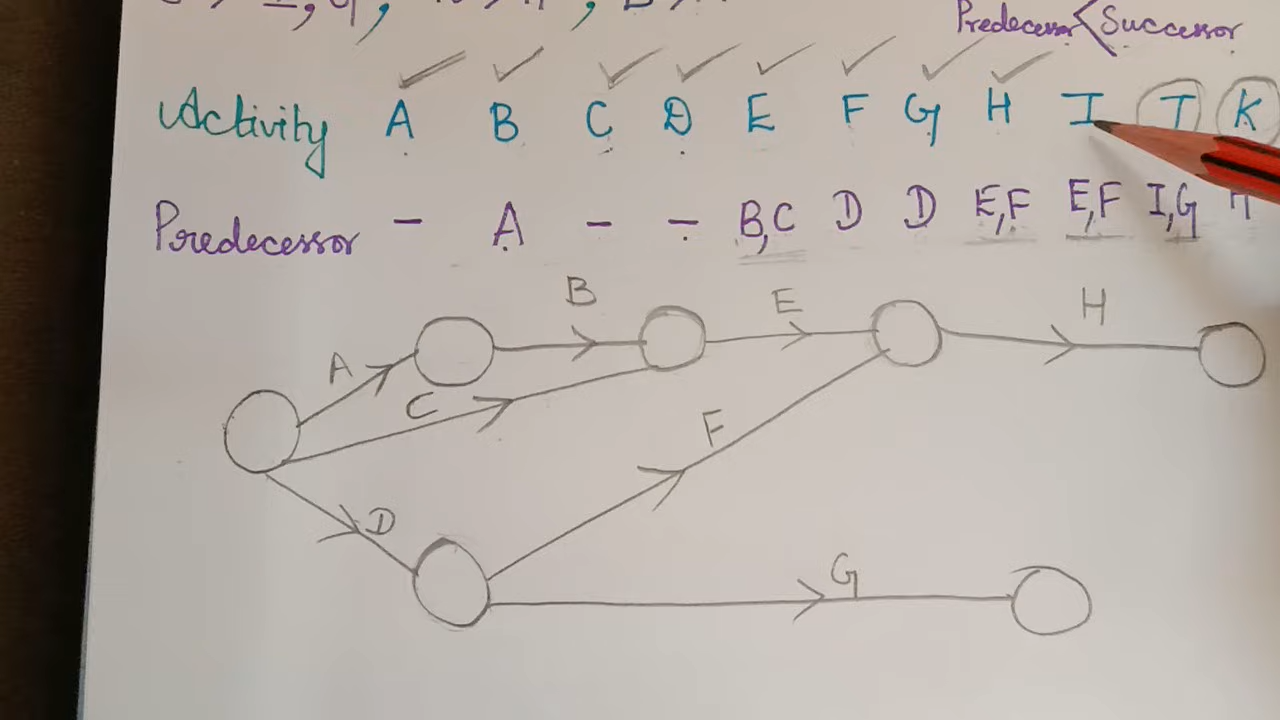 Predecessor < Successor
Activity A B C D E F G H I J K
Predecessor - A - - B,C D D E,F E,F I,G H
B E H
A
C
F
D
G